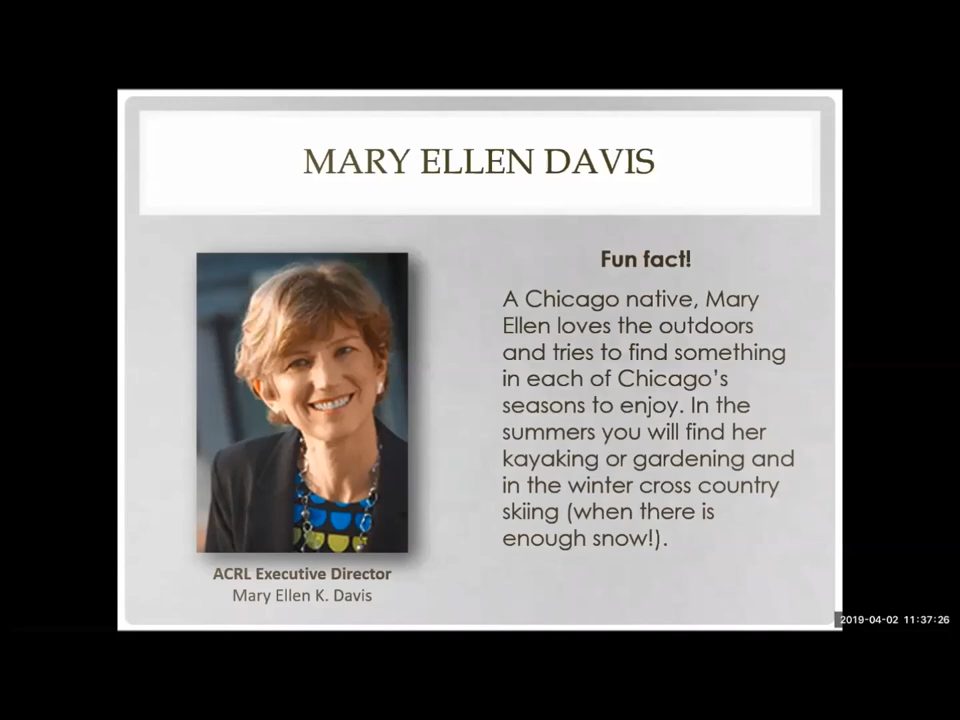 MARY ELLEN DAVIS
Fun fact!
A Chicago native, Mary
Ellen loves the outdoors
and tries to find something
in each of Chicago's
seasons to enjoy. In the
summers you will find her
kayaking or gardening and
in the winter cross country
skiing (when there is
enough snow!).
ACRL Executive Director
Mary Ellen K. Davis
2019-04-02 11:37:26